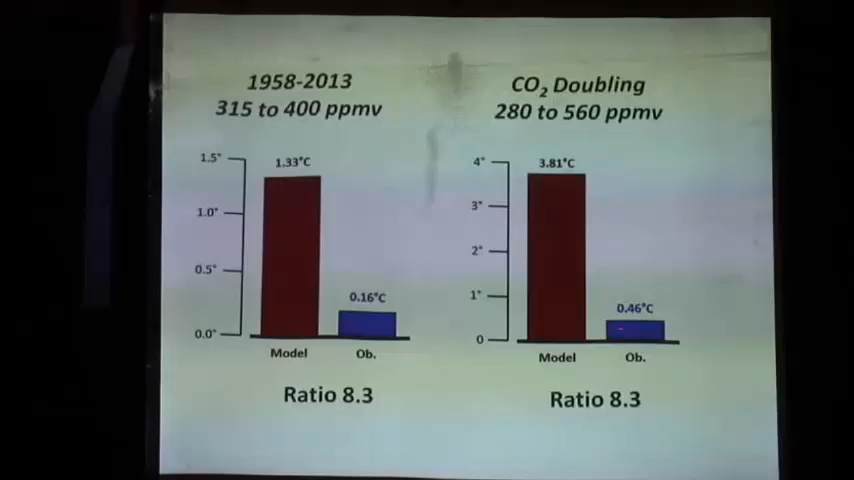 1958-2013
315 to 400 ppmv
1.5°
1.33°C
1.0°
0.5°
0.16°C
0.0°
Model
Ob.
Ratio 8.3
CO₂ Doubling
280 to 560 ppmv
4°
3.81°C
3°
2°
1°
0.46°C
0
Model
Ob.
Ratio 8.3